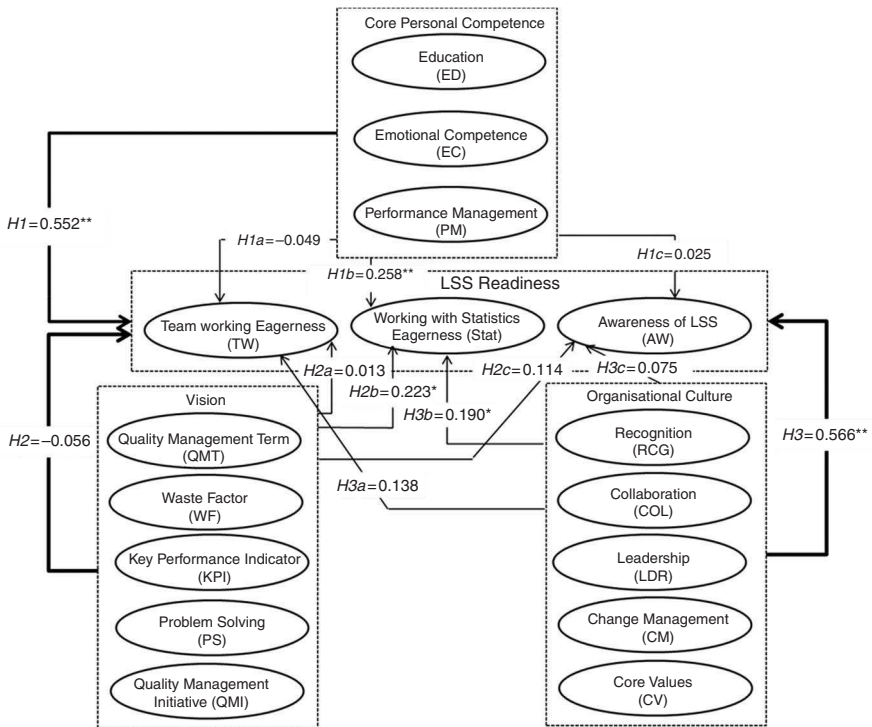 Core Personal Competence
Education
(ED)
Emotional Competence
(EC)
Performance Management
(PM)
H1=0.552**
H1a=−0.049
H1b=0.258**
H1c=0.025
LSS Readiness
Team working Eagerness
(TW)
Working with Statistics
Eagerness (Stat)
Awareness of LSS
(AW)
H2a=0.013
H2b=0.223*
H2c=0.114
H3c=0.075
H3b=0.190*
H3a=0.138
H2=−0.056
H3=0.566**
Vision
Quality Management Term
(QMT)
Waste Factor
(WF)
Key Performance Indicator
(KPI)
Problem Solving
(PS)
Quality Management
Initiative (QMI)
Organisational Culture
Recognition
(RCG)
Collaboration
(COL)
Leadership
(LDR)
Change Management
(CM)
Core Values
(CV)